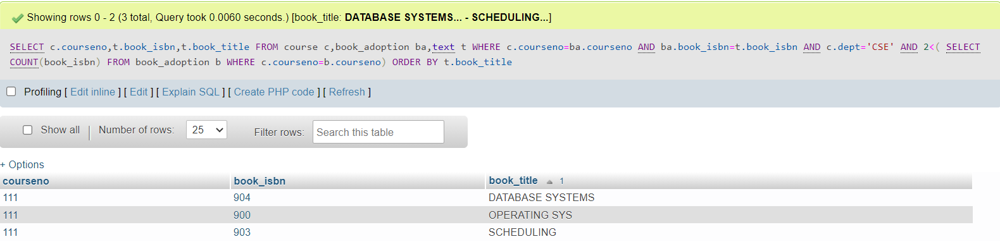 Showing rows 0 - 2 (3 total, Query took 0.0060 seconds.) [book_title: DATABASE SYSTEMS... - SCHEDULING...]
SELECT c.courseno,t.book_isbn,t.book_title FROM course c,book_adoption ba,text t WHERE c.courseno=ba.courseno AND ba.book_isbn=t.book_isbn AND c.dept='CSE' AND 2<( SELECT
COUNT(book_isbn) FROM book_adoption b WHERE c.courseno=b.courseno) ORDER BY t.book_title
Profiling [ Edit inline ] [ Edit ] [ Explain SQL ] [ Create PHP code ] [ Refresh ]
Show all | Number of rows: 25 Filter rows: Search this table
+ Options
courseno book_isbn book_title 1
111 904 DATABASE SYSTEMS
111 900 OPERATING SYS
111 903 SCHEDULING